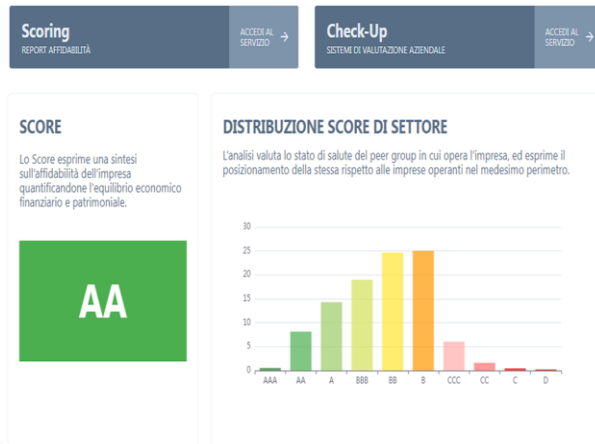 Scoring
REPORT AFFIDABILITÀ
ACCEDI AL
SERVIZIO
Check-Up
SISTEMI DI VALUTAZIONE AZIENDALE
ACCEDI AL
SERVIZIO
SCORE
Lo Score esprime una sintesi
sull'affidabilità dell'impresa
quantificandone l'equilibrio economico
finanziario e patrimoniale.
AA
DISTRIBUZIONE SCORE DI SETTORE
L'analisi valuta lo stato di salute del peer group in cui opera l'impresa, ed esprime il
posizionamento della stessa rispetto alle imprese operanti nel medesimo perimetro.
30
25
20
15
10
5
0
AAA AA A BBB BB B CCC CC C D